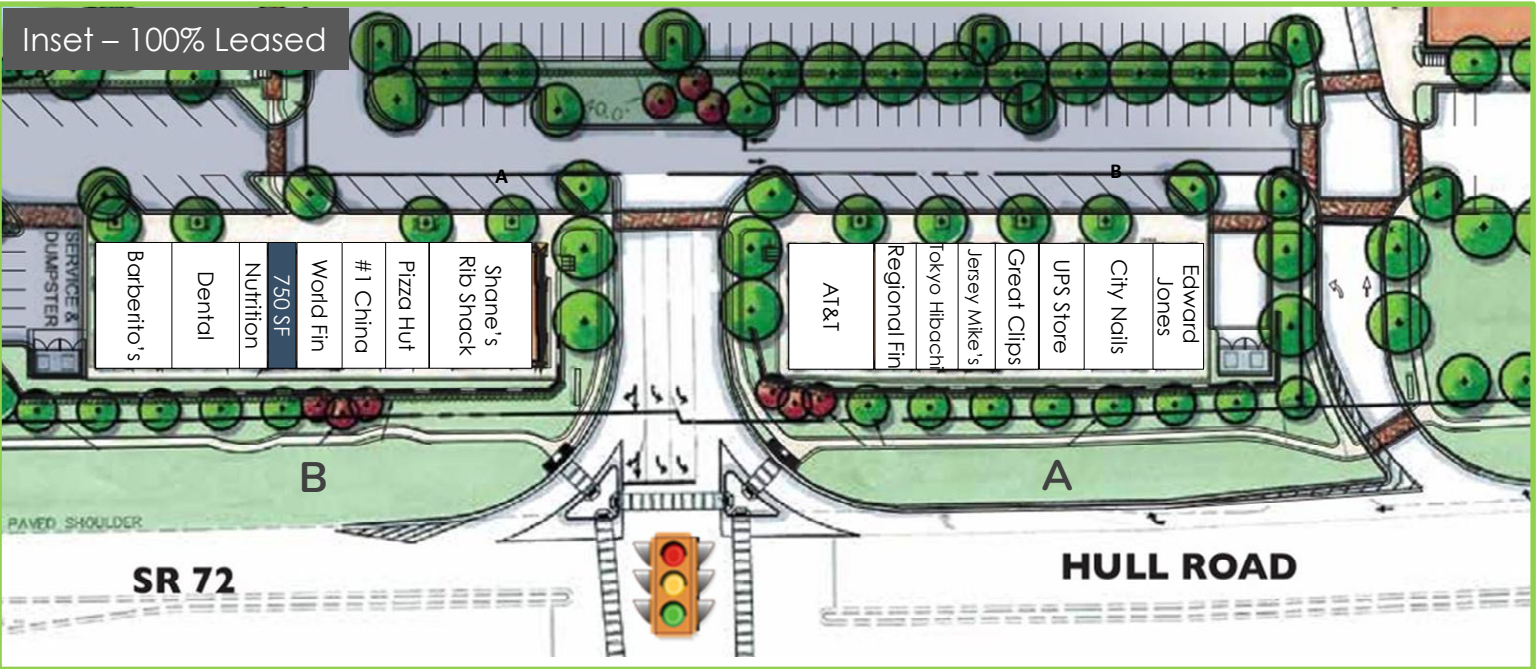 Inset – 100% Leased
40.0'
A
B
SERVICE &
DUMPSTER
Barberito's
Dental
Nutrition
750 SF
World Fin
#1 China
Pizza Hut
Shane's
Rib Shack
AT&T
Regional Fin
Tokyo Hibachi
Jersey Mike's
Great Clips
UPS Store
City Nails
Edward
Jones
B
A
PAVED SHOULDER
SR 72
HULL ROAD